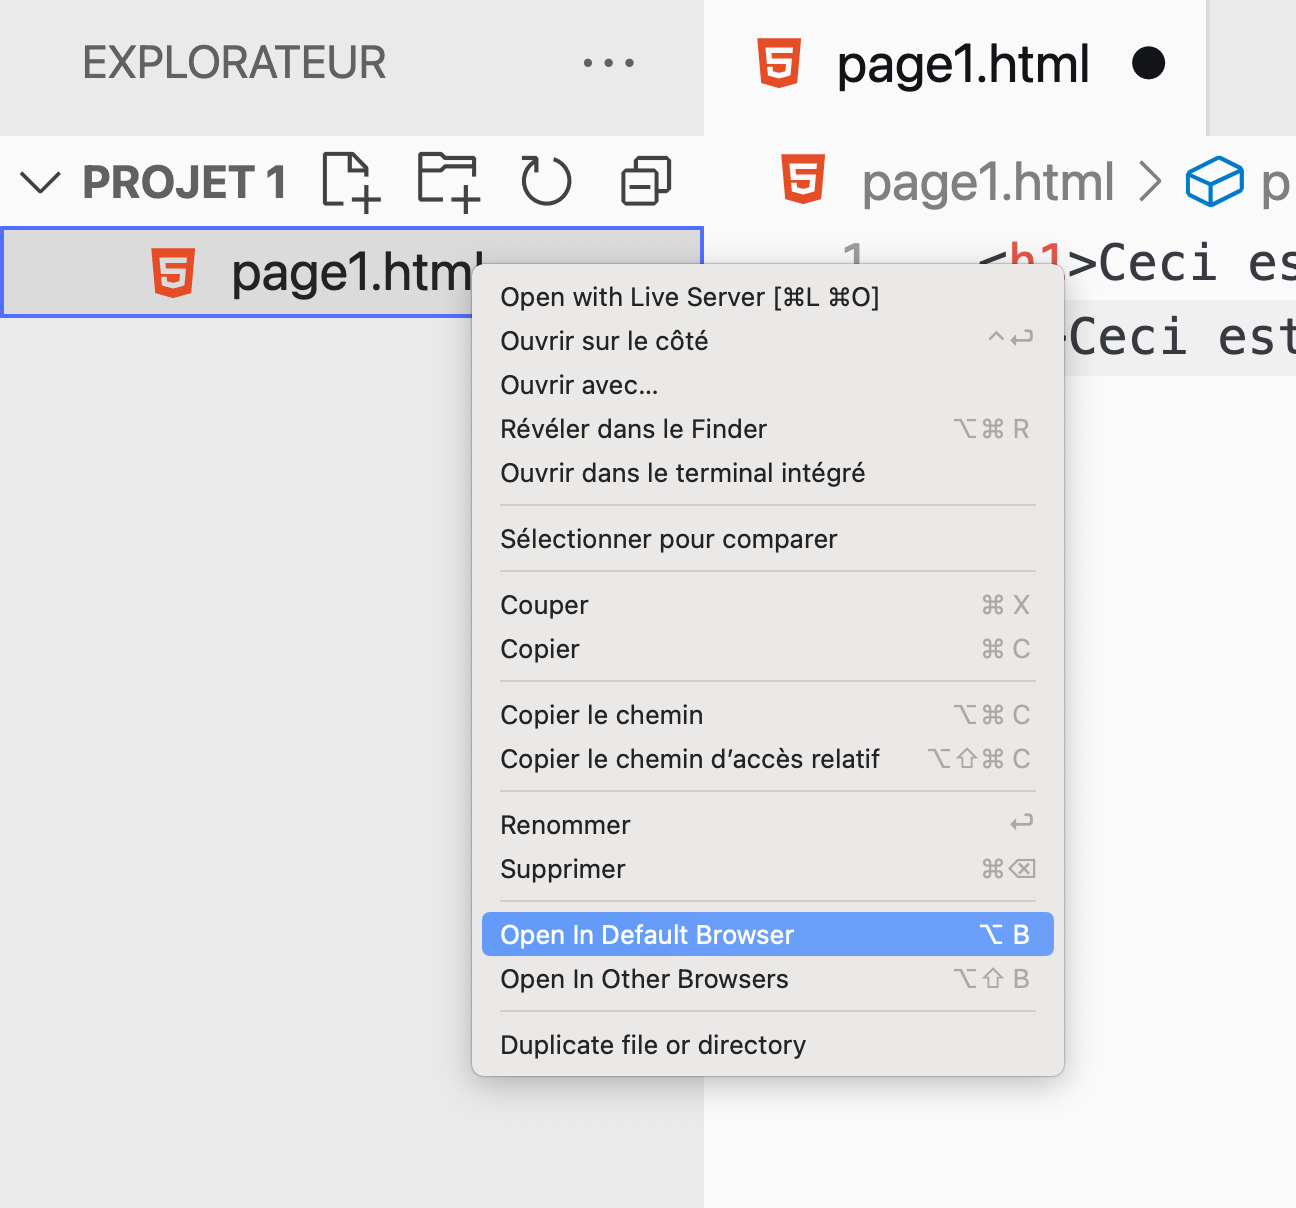 EXPLORATEUR
page1.html
PROJET 1
page1.html
page1.html > p
1 <h1>Ceci es
Ceci est
Open with Live Server [⌘L ⌘O]
Ouvrir sur le côté ^↩
Ouvrir avec...
Révéler dans le Finder ⌥⌘ R
Ouvrir dans le terminal intégré
Sélectionner pour comparer
Couper ⌘ X
Copier ⌘ C
Copier le chemin ⌥⌘ C
Copier le chemin d’accès relatif ⌥⇧⌘ C
Renommer ↩
Supprimer ⌘⌫
Open In Default Browser ⌥ B
Open In Other Browsers ⌥⇧ B
Duplicate file or directory